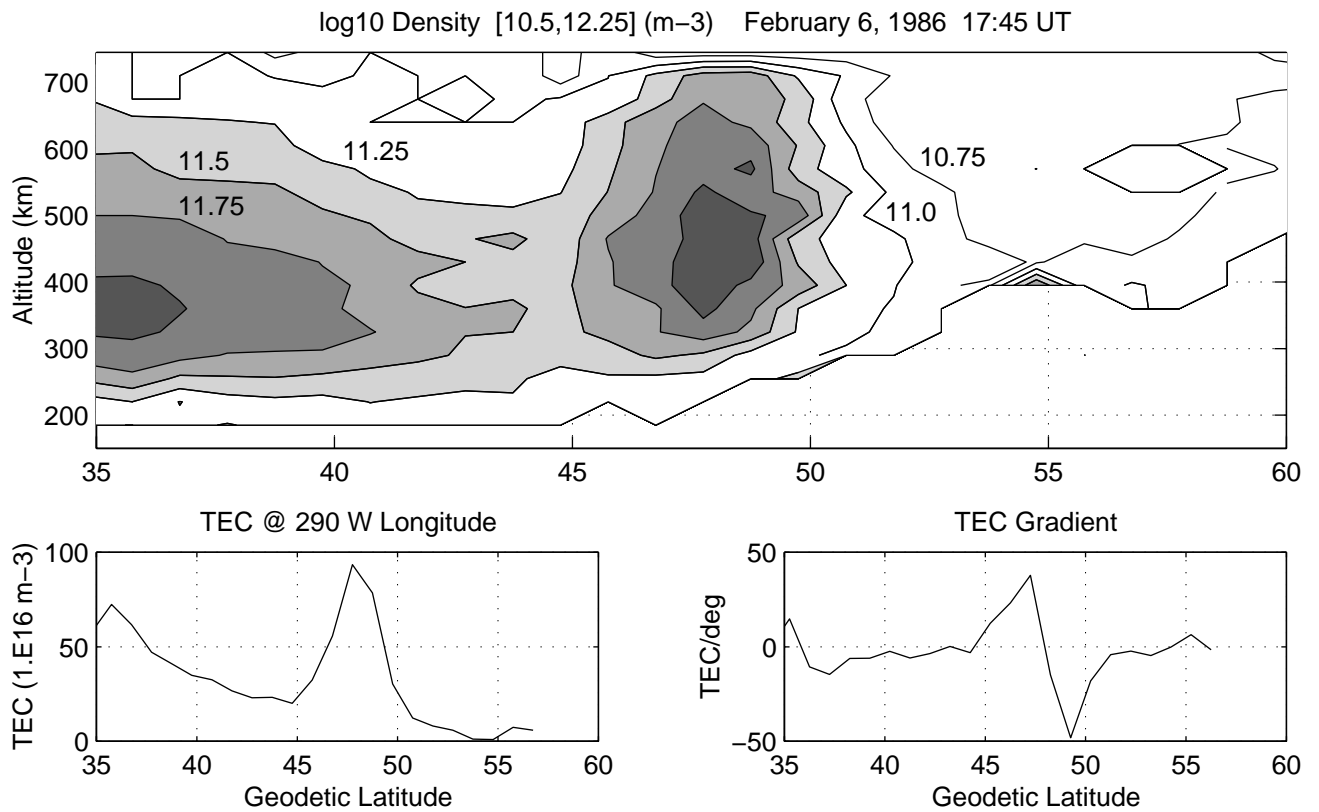 log10 Density [10.5,12.25] (m−3) February 6, 1986 17:45 UT
Altitude (km)
700
600
500
400
300
200
11.5
11.25
11.75
10.75
11.0
35 40 45 50 55 60
TEC @ 290 W Longitude
TEC (1.E16 m−3)
100
50
0
35 40 45 50 55 60
Geodetic Latitude
TEC Gradient
TEC/deg
50
0
−50
35 40 45 50 55 60
Geodetic Latitude